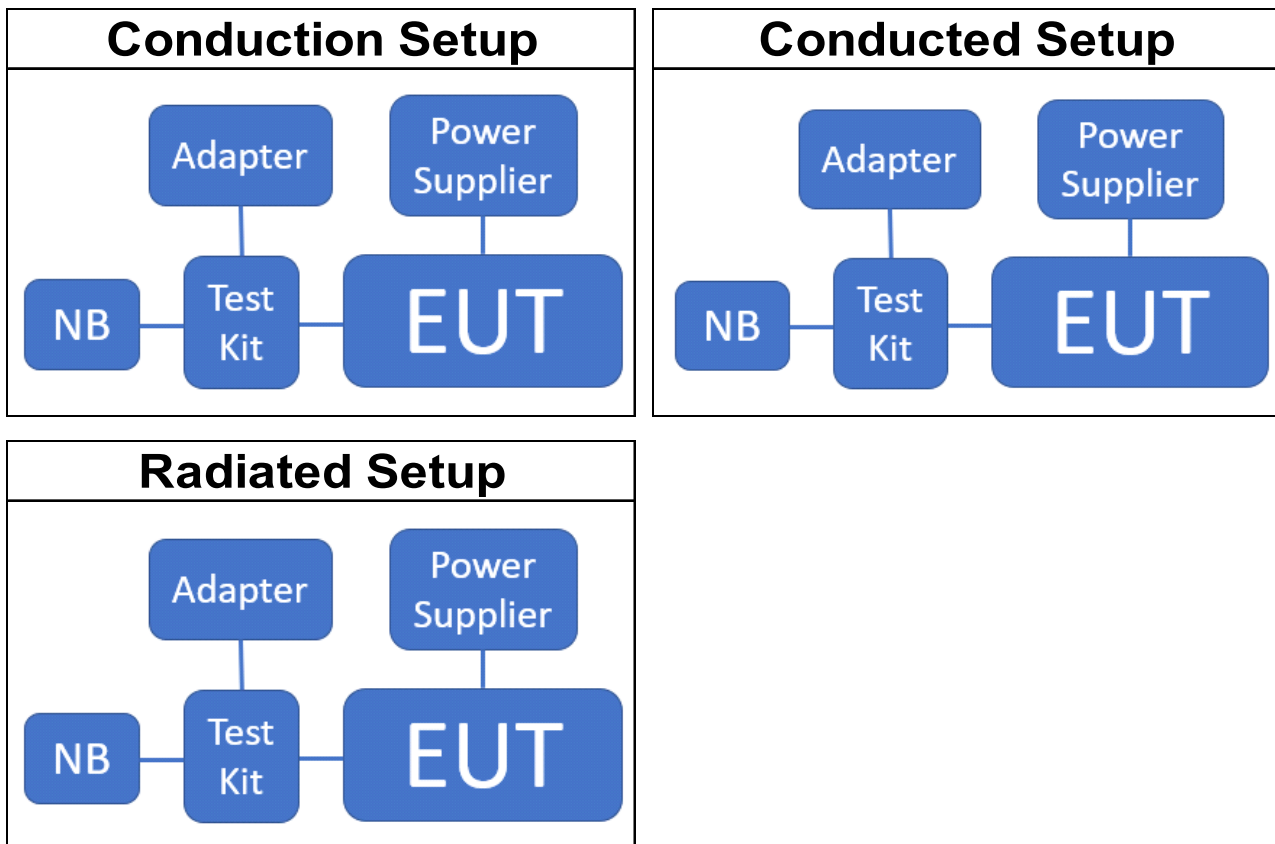 Conduction Setup
Adapter
Power
Supplier
NB
Test
Kit
EUT
Conducted Setup
Adapter
Power
Supplier
NB
Test
Kit
EUT
Radiated Setup
Adapter
Power
Supplier
NB
Test
Kit
EUT